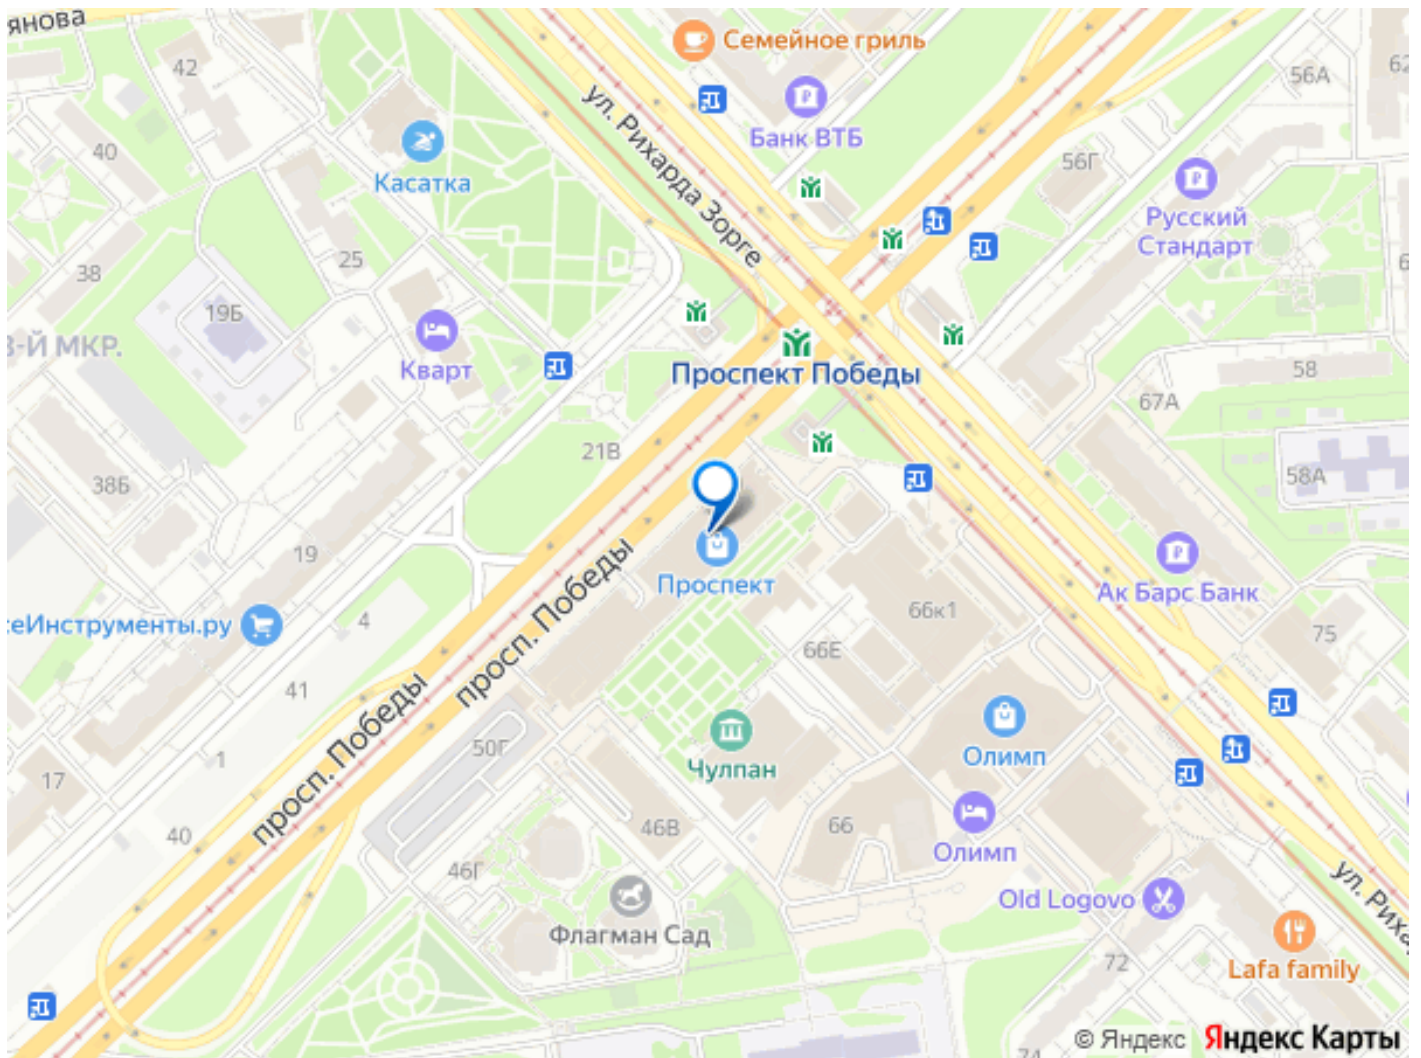 янова
Семейное гриль
42
56А
62
ул. Рихарда Зорге
Банк ВТБ
40
56Г
Касатка
Русский
Стандарт
38
25
19Б
3-Й МКР.
Кварт
Проспект Победы
58
67А
21В
38Б
58А
19
просп. Победы
Проспект
Ак Барс Банк
66к1
сеИнструменты.ру
4
66Е
75
41
просп. Победы
50Г
1
Чулпан
Олимп
17
40
46В
66
46Г
Олимп
Old Logovo
ул. Риха
Флагман Сад
72
Lafa family
74
© Яндекс Яндекс Карты